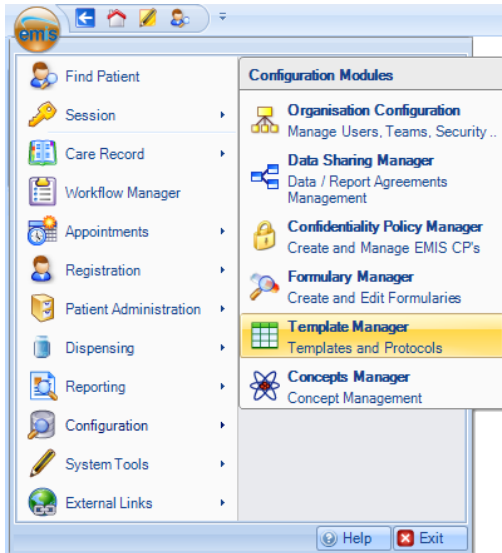 emis
Find Patient
Session
Care Record
Workflow Manager
Appointments
Registration
Patient Administration
Dispensing
Reporting
Configuration
System Tools
External Links
Configuration Modules
Organisation Configuration
Manage Users, Teams, Security ..
Data Sharing Manager
Data / Report Agreements
Management
Confidentiality Policy Manager
Create and Manage EMIS CP's
Formulary Manager
Create and Edit Formularies
Template Manager
Templates and Protocols
Concepts Manager
Concept Management
Help
Exit